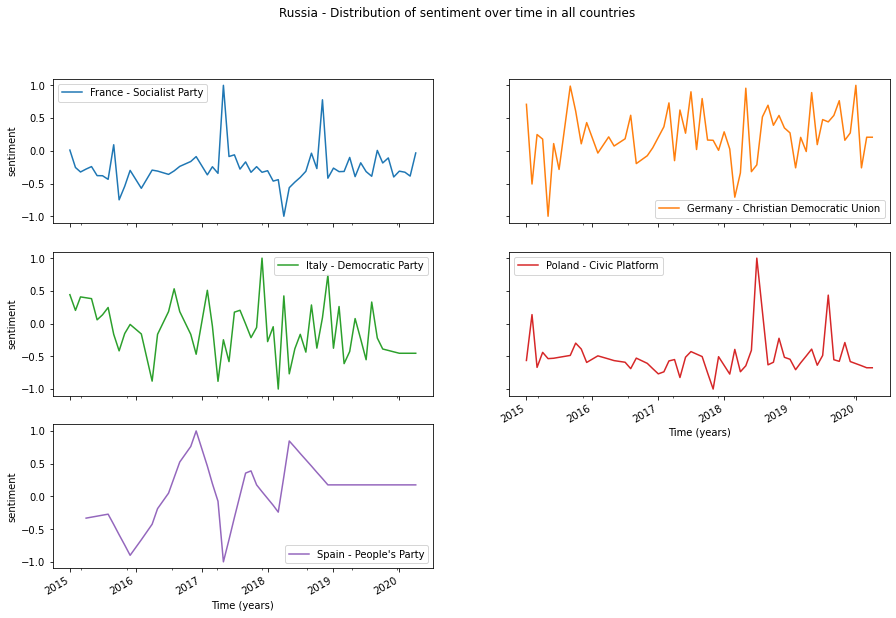 Russia - Distribution of sentiment over time in all countries
1.0
0.5
0.0
−0.5
−1.0
sentiment
France - Socialist Party
Germany - Christian Democratic Union
1.0
0.5
0.0
−0.5
−1.0
sentiment
Italy - Democratic Party
Poland - Civic Platform
2015
2016
2017
2018
2019
2020
Time (years)
1.0
0.5
0.0
−0.5
−1.0
sentiment
Spain - People's Party
2015
2016
2017
2018
2019
2020
Time (years)